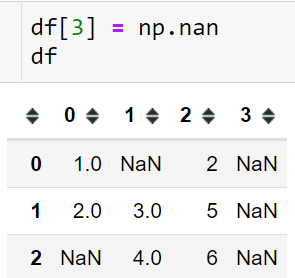 df[3] = np.nan
df
0 1 2 3
0 1.0 NaN 2 NaN
1 2.0 3.0 5 NaN
2 NaN 4.0 6 NaN